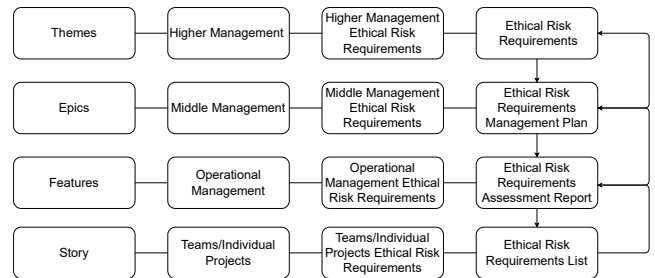 Themes
Higher Management
Higher Management
Ethical Risk
Requirements
Ethical Risk
Requirements
Epics
Middle Management
Middle Management
Ethical Risk
Requirements
Ethical Risk
Requirements
Management Plan
Features
Operational
Management
Operational
Management Ethical
Risk Requirements
Ethical Risk
Requirements
Assessment Report
Story
Teams/Individual
Projects
Teams/Individual
Projects Ethical Risk
Requirements
Ethical Risk
Requirements List